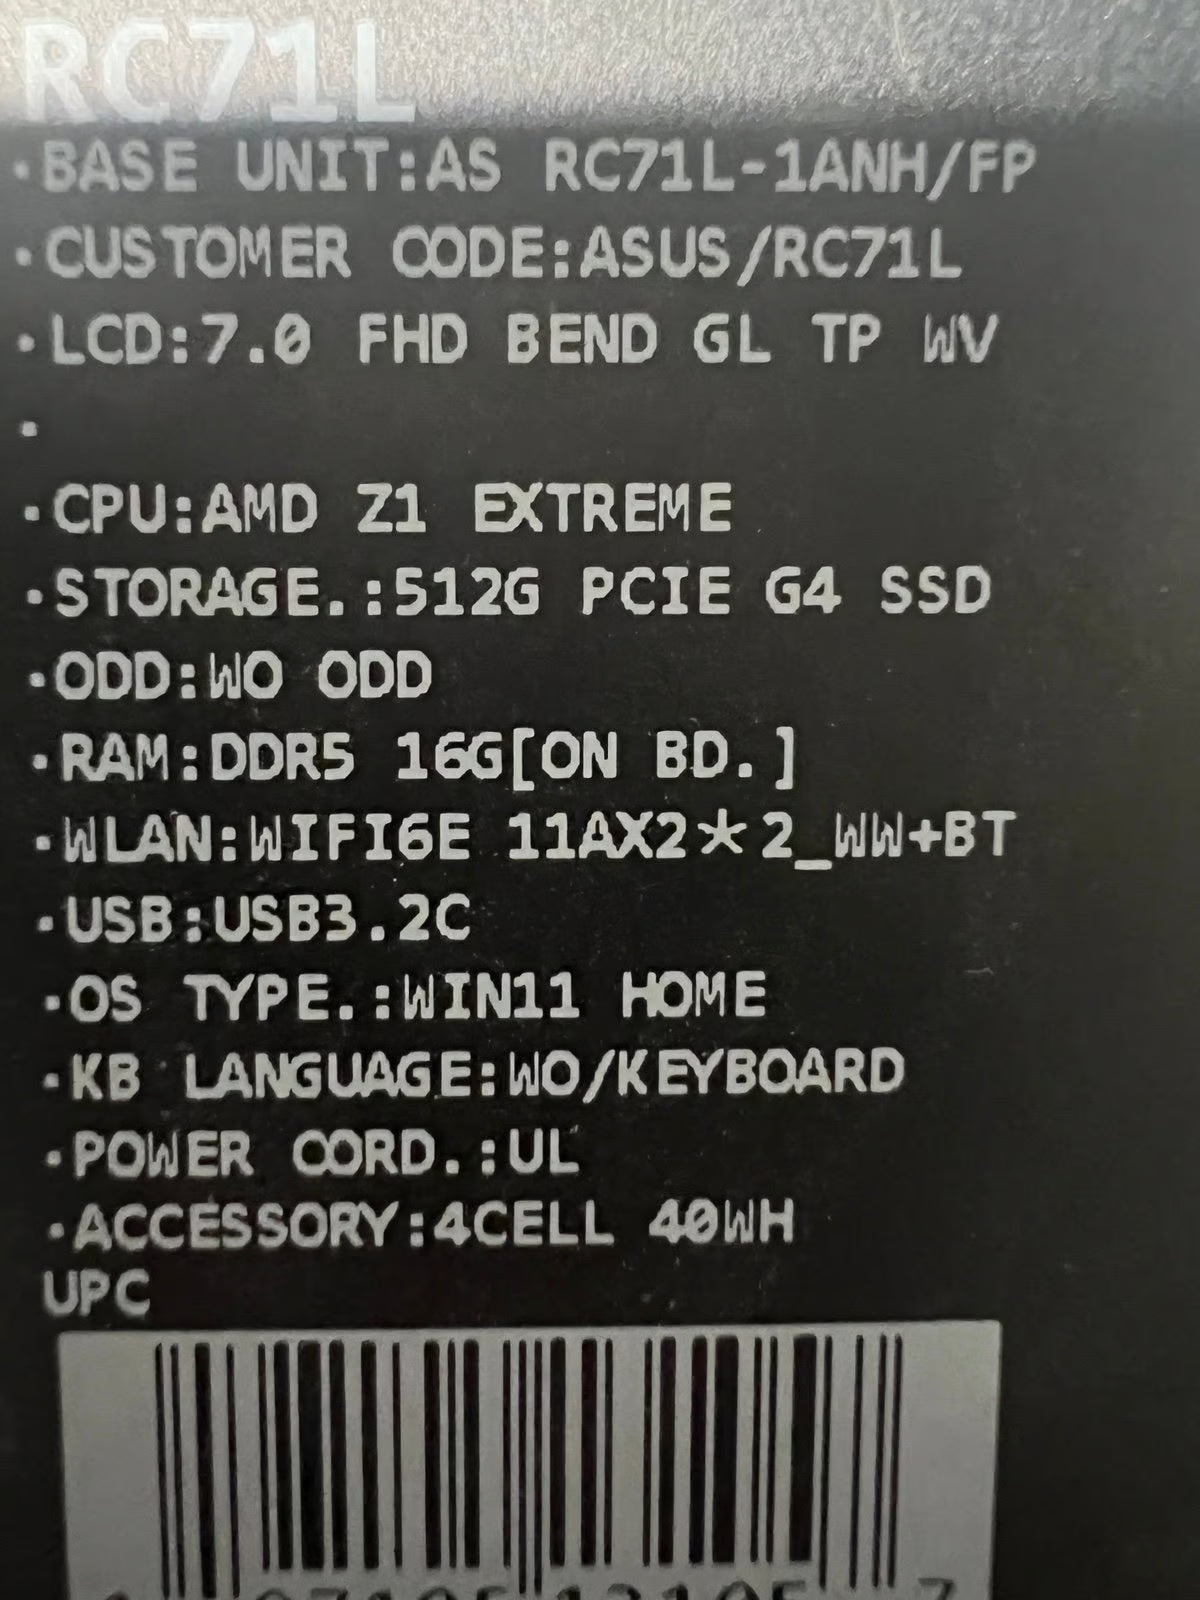 RC71L
·BASE UNIT:AS RC71L-1ANH/FP
·CUSTOMER CODE:ASUS/RC71L
·LCD:7.0 FHD BEND GL TP WV
·
·CPU:AMD Z1 EXTREME
·STORAGE.:512G PCIE G4 SSD
·ODD:WO ODD
·RAM:DDR5 16G[ON BD.]
·WLAN:WIFI6E 11AX2*2_WW+BT
·USB:USB3.2C
·OS TYPE.:WIN11 HOME
·KB LANGUAGE:WO/KEYBOARD
·POWER CORD.:UL
·ACCESSORY:4CELL 40WH
UPC